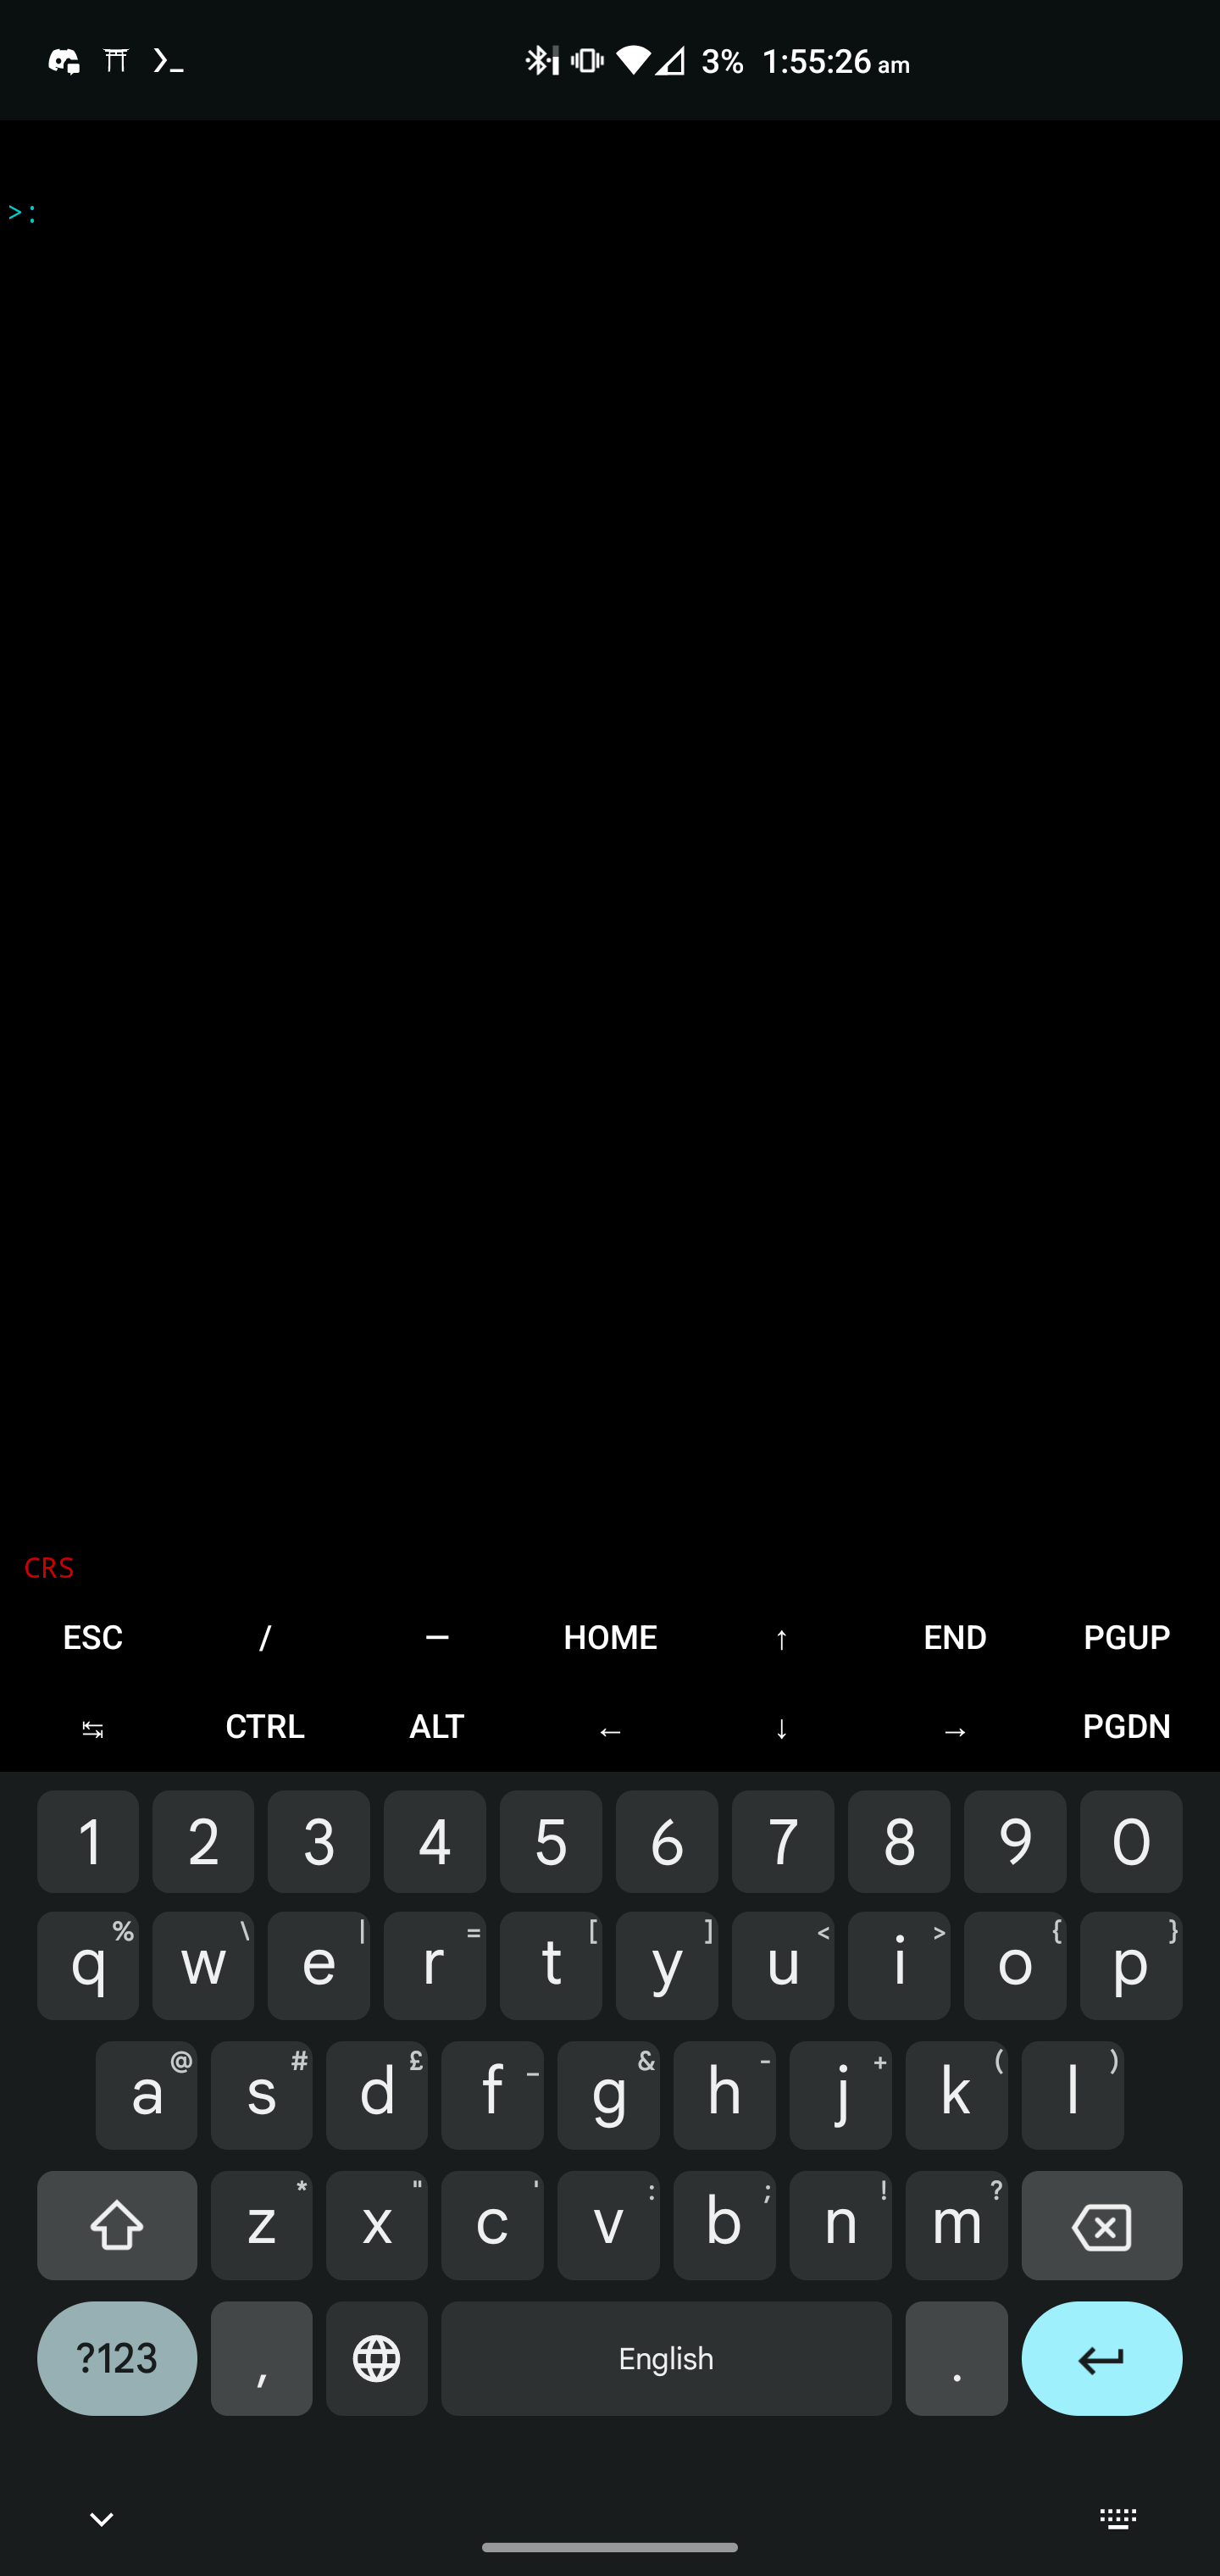 3% 1:55:26 am
>:
CRS
ESC / — HOME ↑ END PGUP
↹ CTRL ALT ← ↓ → PGDN
1 2 3 4 5 6 7 8 9 0
q % w \ e | r = t [ y ] u < i > o { p }
a @ s # d £ f _ g & h - j + k ( l )
z * x " c ' v : b ; n ! m ?
?123 , English .